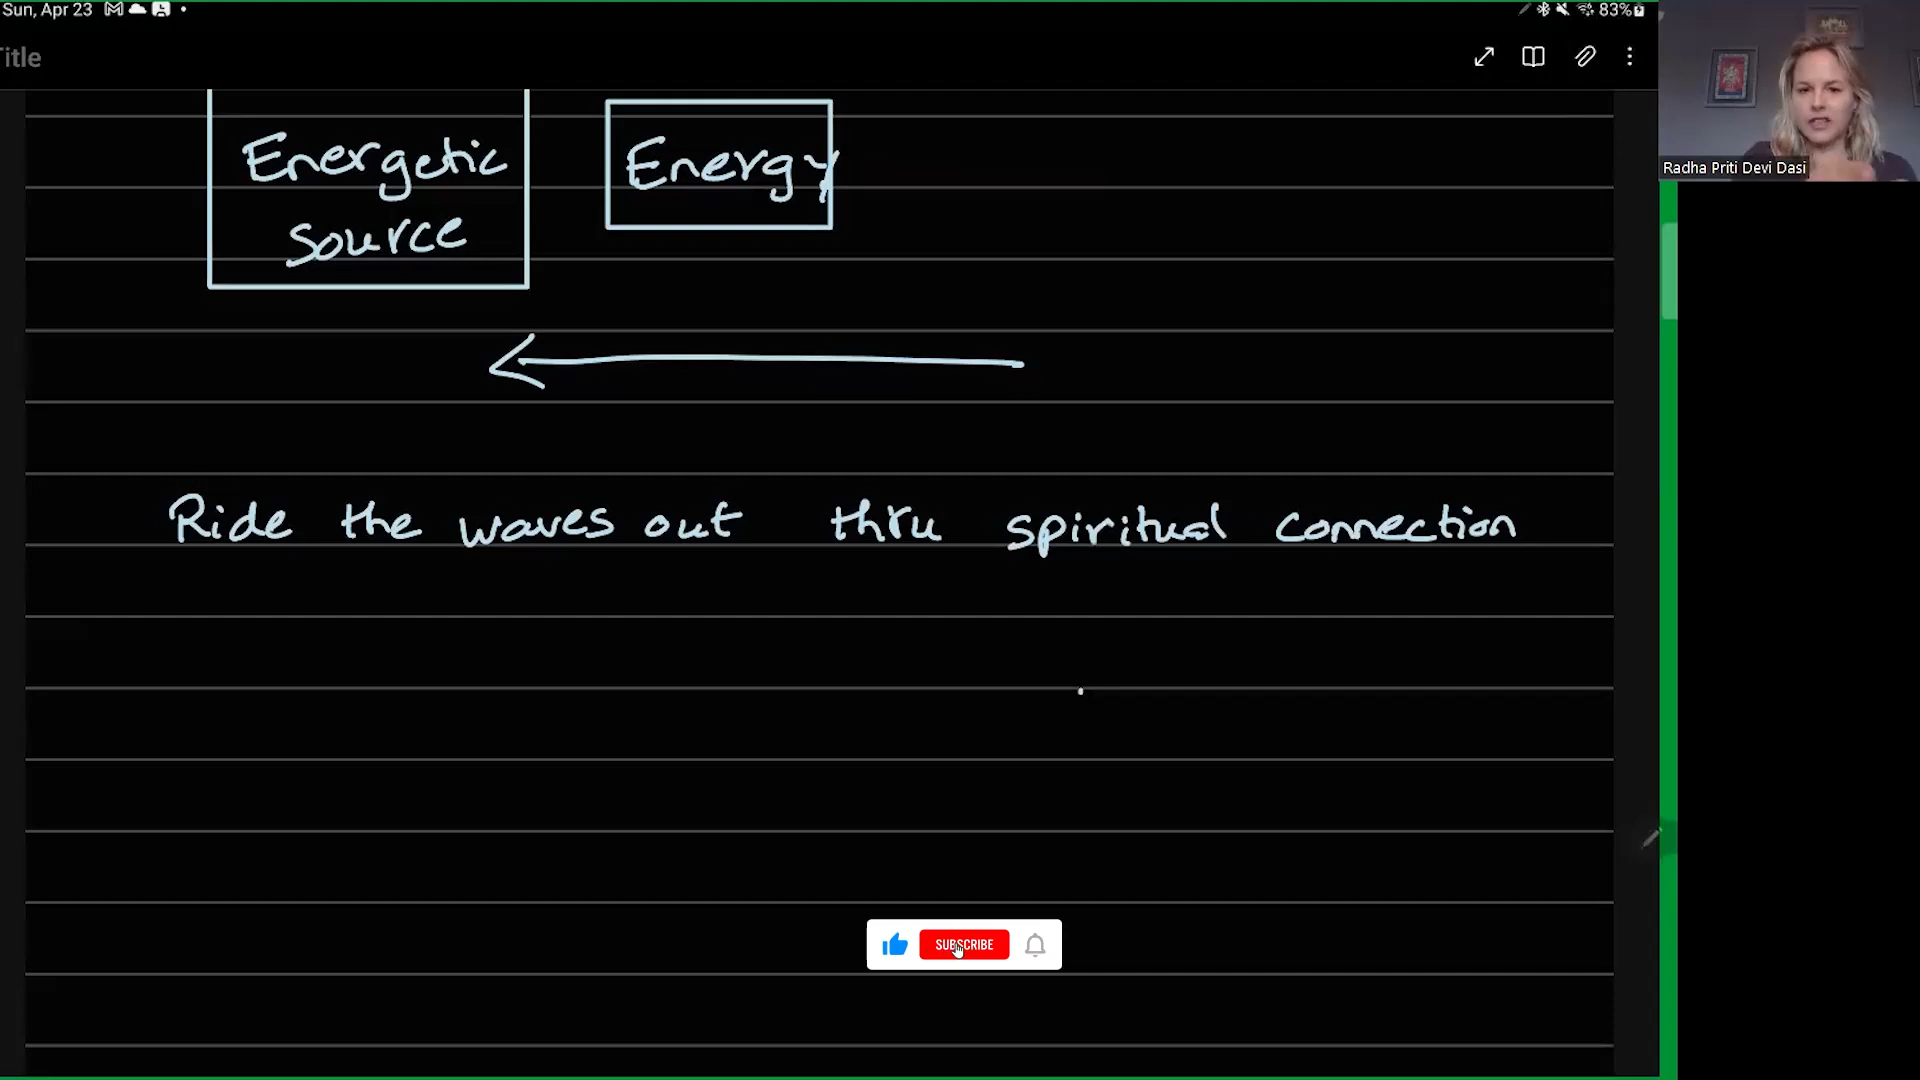 Sun, Apr 23
83%
Title
Energetic
source
Energy
Ride the waves out thru spiritual connection
Radha Priti Devi Dasi
SUBSCRIBE